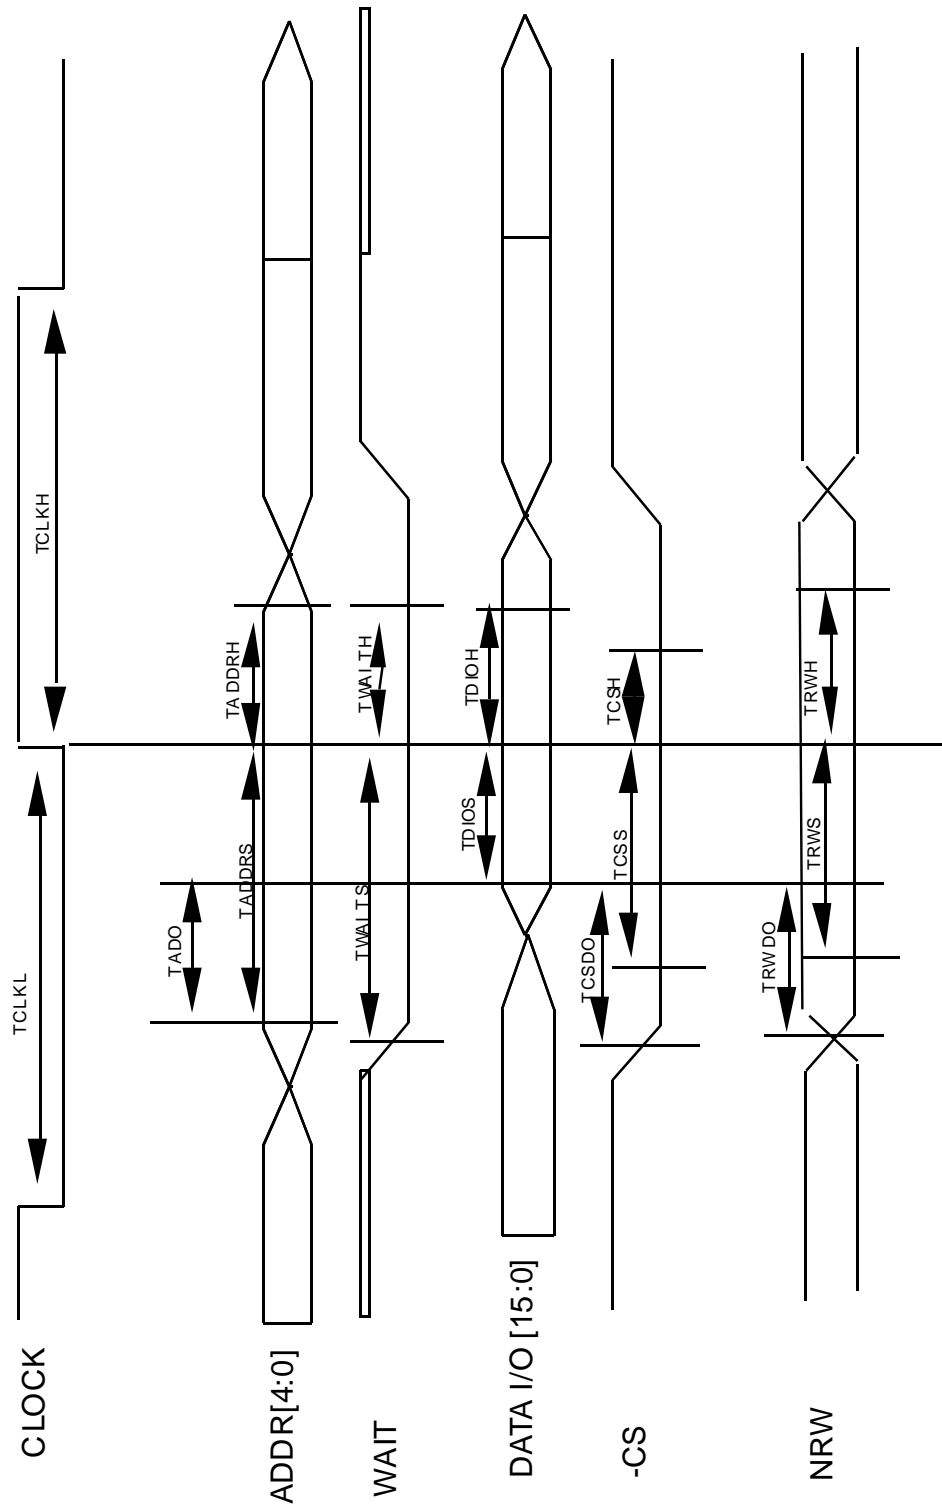 CLOCK
TCLKL
TCLKH
ADDR[4:0]
TADO
TADDRS
TADDRH
WAIT
TWAITS
TWAITH
DATA I/O [15:0]
TDIOS
TDIOH
-CS
TCSDO
TCSS
TCSH
NRW
TRWDO
TRWS
TRWH